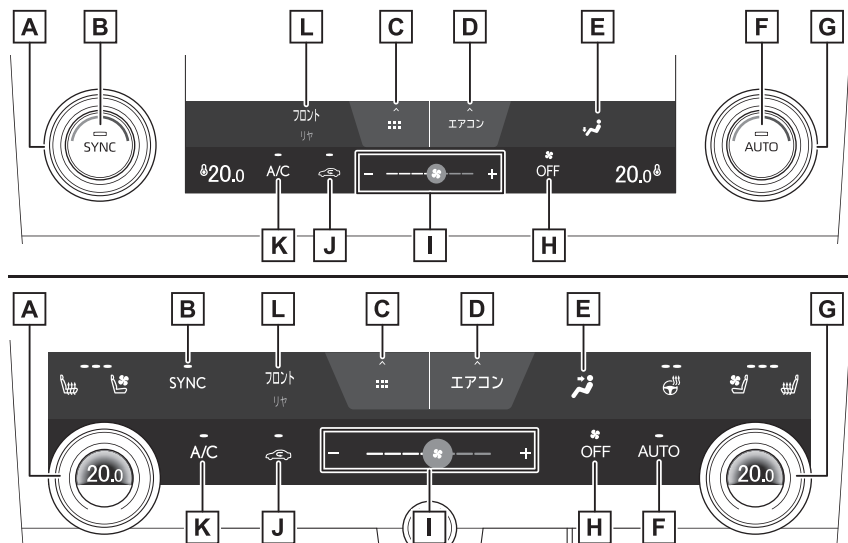 A B L C D E F G
フロント
リヤ
エアコン
SYNC
AUTO
20.0 A/C - + OFF 20.0
K J I H
A B L C D E F G
SYNC
フロント
リヤ
エアコン
20.0 A/C - + OFF AUTO 20.0
K J I H F